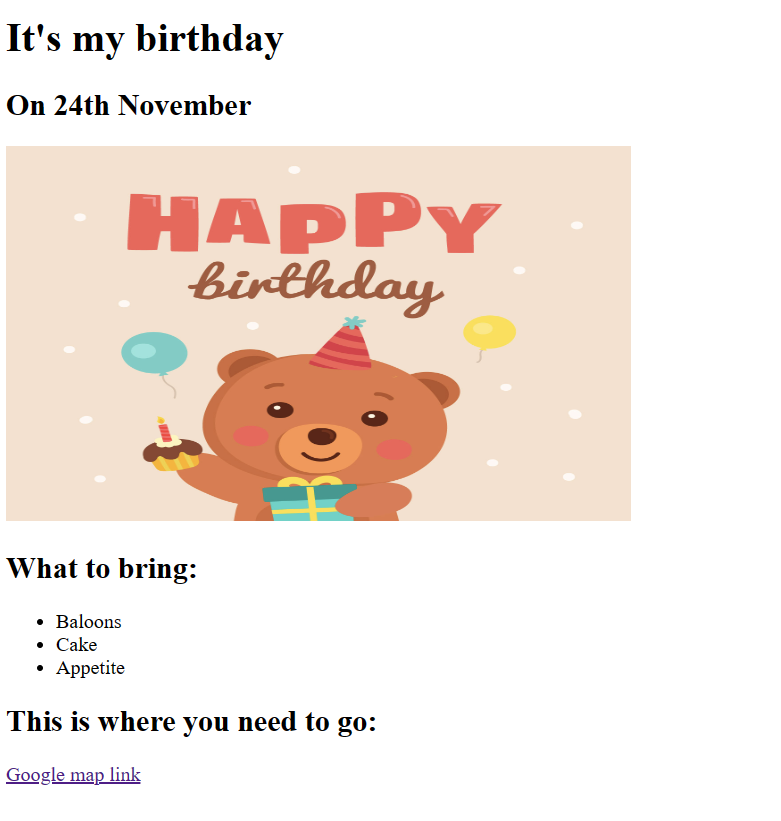 It's my birthday
On 24th November
HAPPY
birthday
What to bring:
Baloons
Cake
Appetite
This is where you need to go:
Google map link